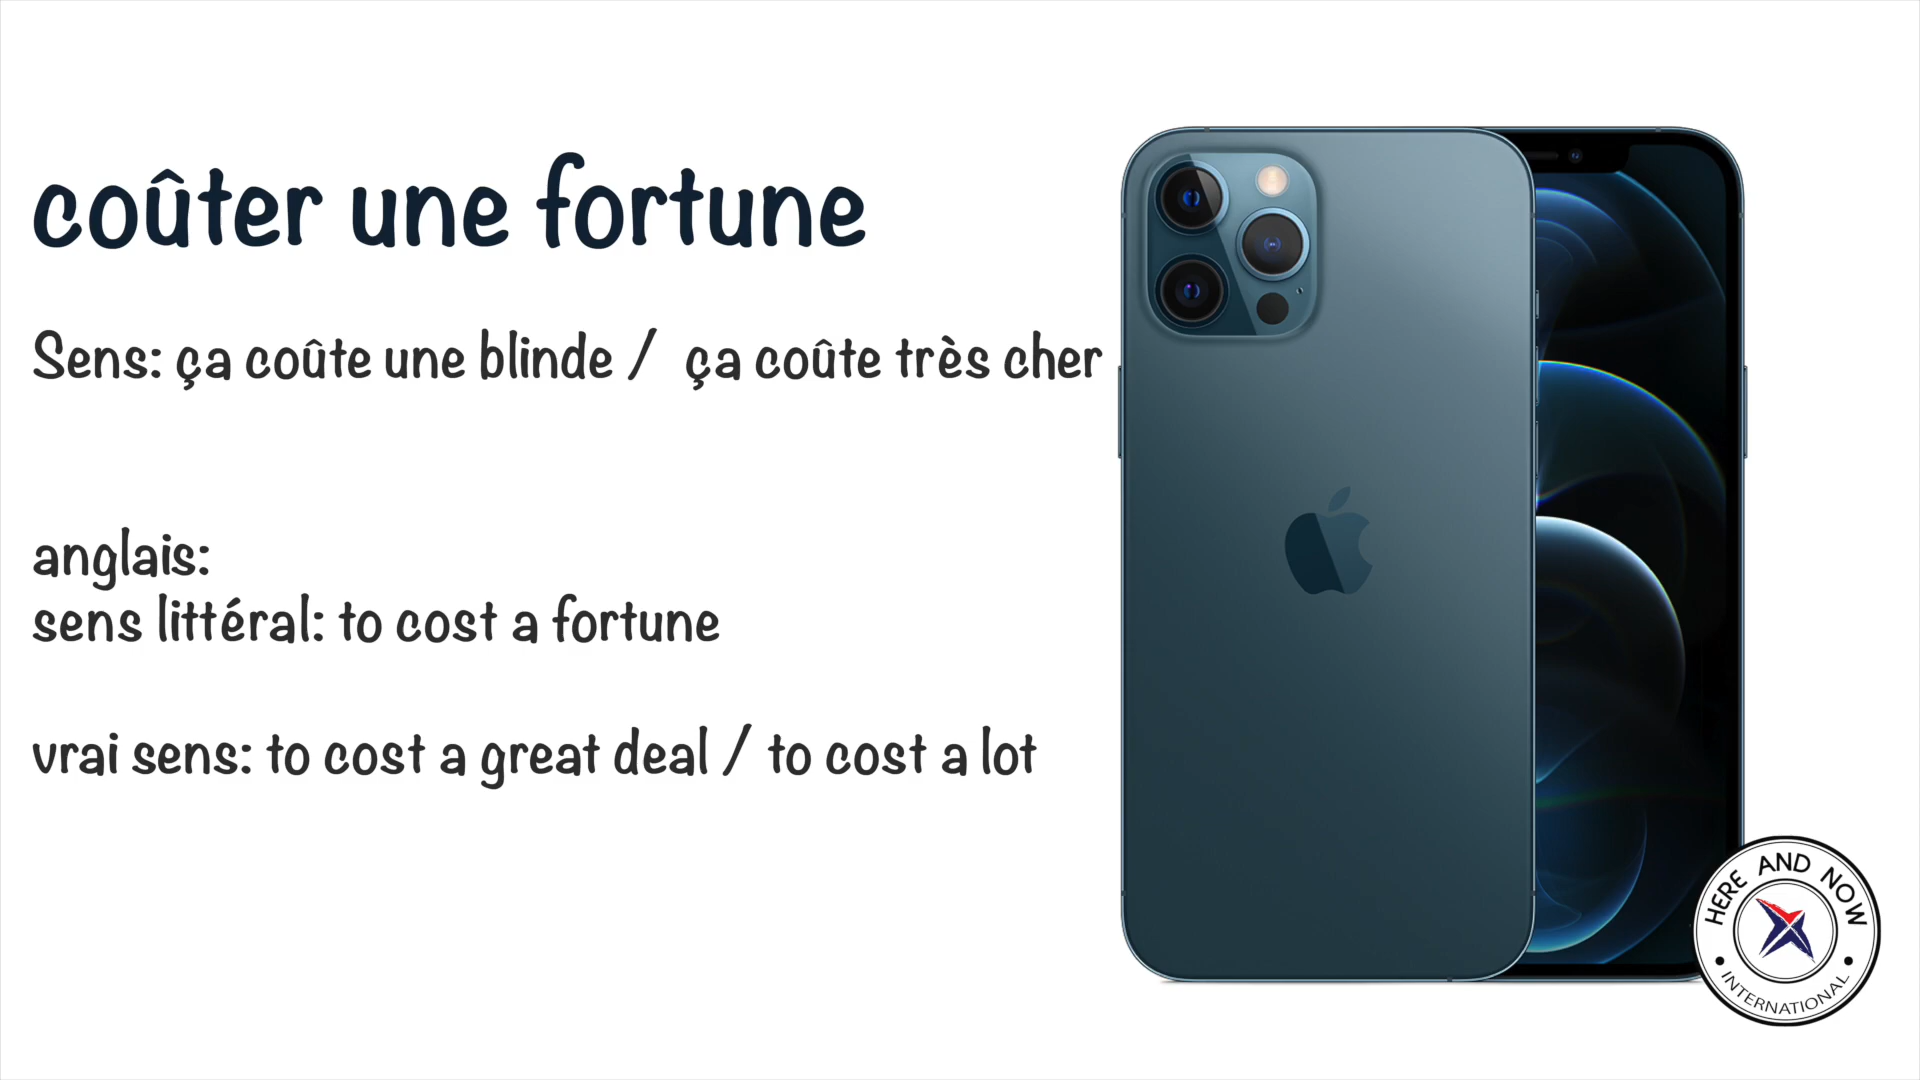 coûter une fortune
Sens: ça coûte une blinde / ça coûte très cher
anglais:
sens littéral: to cost a fortune
vrai sens: to cost a great deal / to cost a lot
HERE AND NOW
INTERNATIONAL